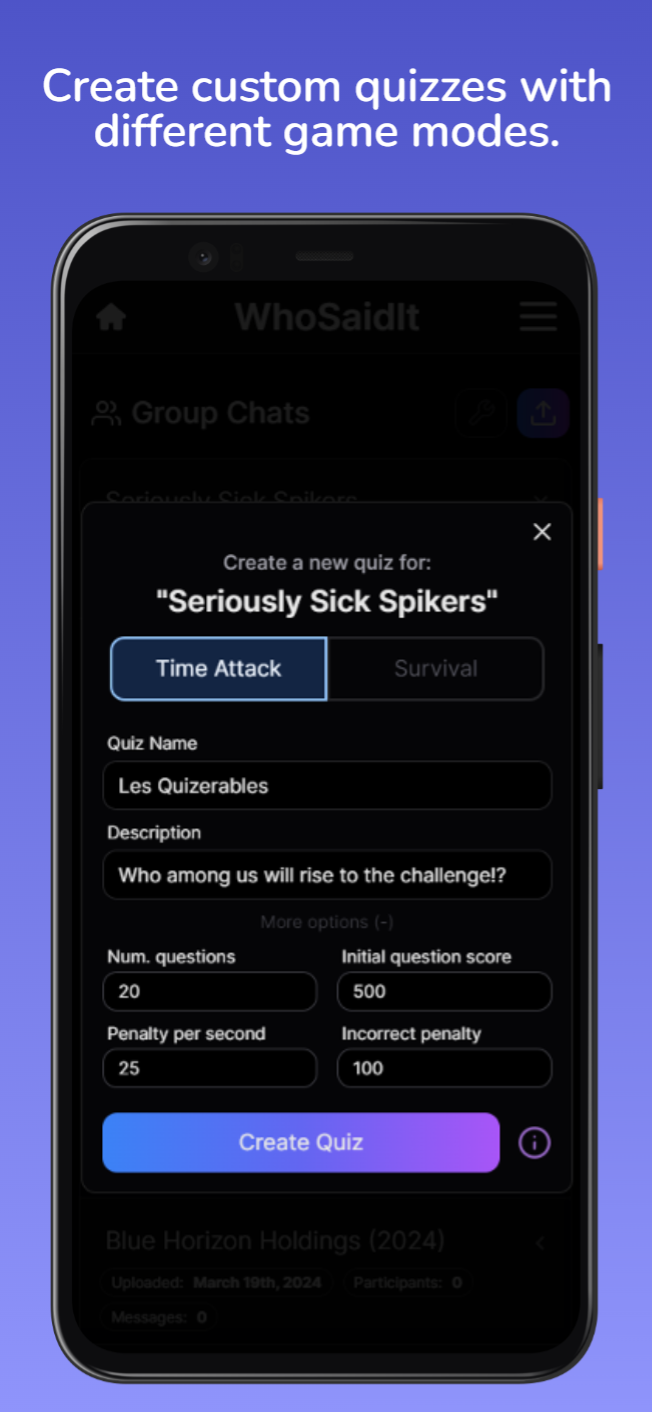 Create custom quizzes with
different game modes.
WhoSaidIt
Group Chats
Seriously Sick Spikers
Create a new quiz for:
"Seriously Sick Spikers"
Time Attack Survival
Quiz Name
Les Quizerables
Description
Who among us will rise to the challenge!?
More options (-)
Num. questions Initial question score
20 500
Penalty per second Incorrect penalty
25 100
Create Quiz
Blue Horizon Holdings (2024)
Uploaded: March 19th, 2024 Participants: 0
Messages: 0